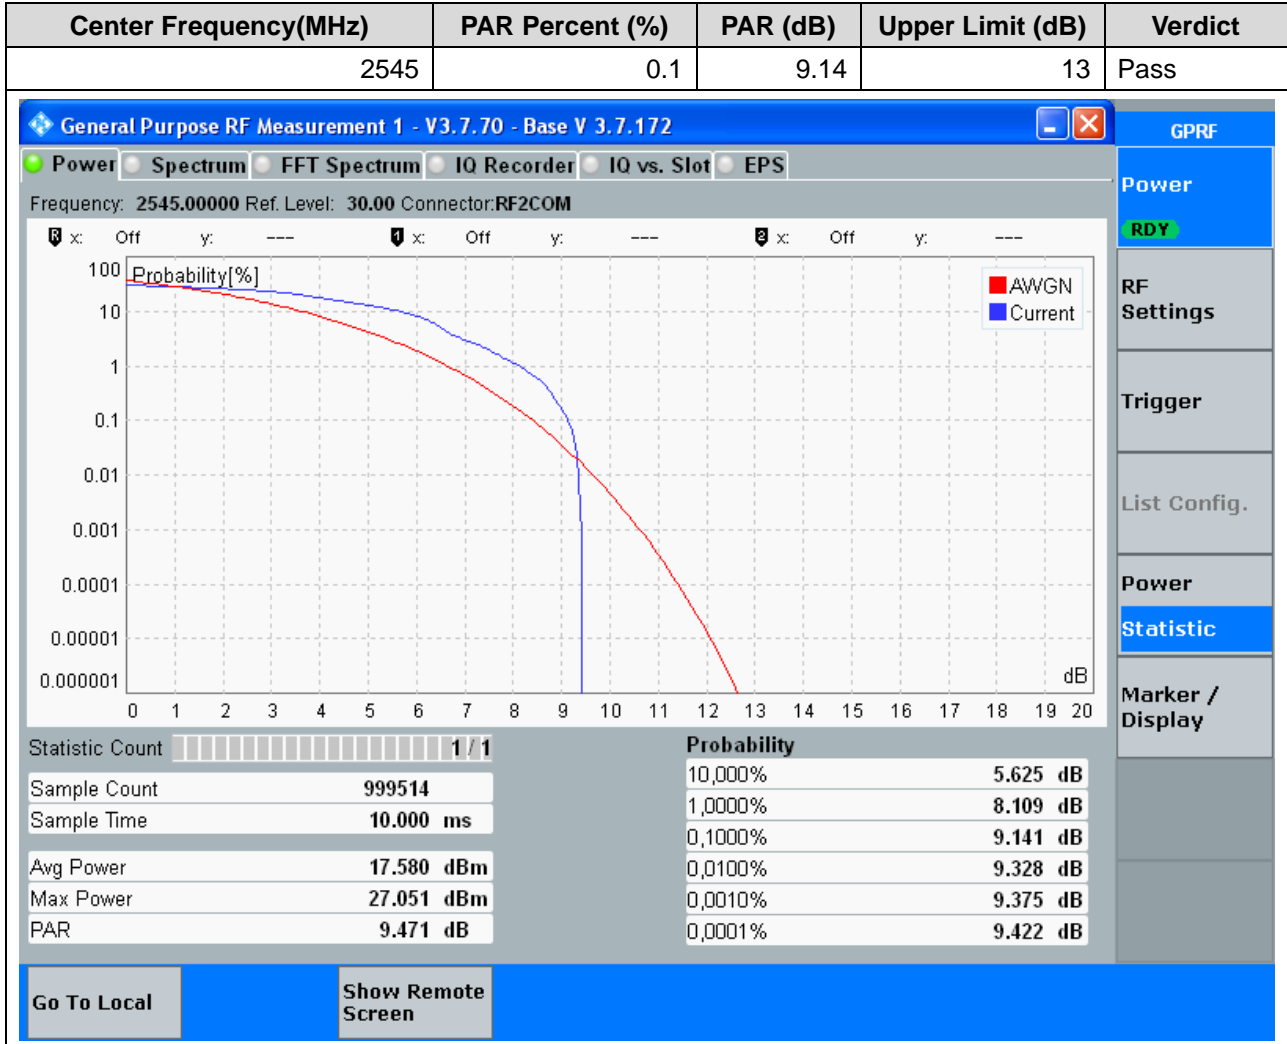 Center Frequency(MHz) PAR Percent (%) PAR (dB) Upper Limit (dB) Verdict
2545 0.1 9.14 13 Pass
General Purpose RF Measurement 1 - V3.7.70 - Base V 3.7.172
GPRF
Power Spectrum FFT Spectrum IQ Recorder IQ vs. Slot EPS
Power
RDY
Frequency: 2545.00000 Ref. Level: 30.00 Connector:RF2COM
R x: Off y: --- 1 x: Off y: --- 2 x: Off y: ---
RF
Settings
Trigger
List Config.
Power
Statistic
Marker /
Display
Probability[%]
AWGN
Current
100
10
1
0.1
0.01
0.001
0.0001
0.00001
0.000001
dB
0 1 2 3 4 5 6 7 8 9 10 11 12 13 14 15 16 17 18 19 20
Statistic Count 1 / 1
Sample Count 999514
Sample Time 10.000 ms
Avg Power 17.580 dBm
Max Power 27.051 dBm
PAR 9.471 dB
Probability
10,000% 5.625 dB
1,0000% 8.109 dB
0,1000% 9.141 dB
0,0100% 9.328 dB
0,0010% 9.375 dB
0,0001% 9.422 dB
Go To Local
Show Remote
Screen